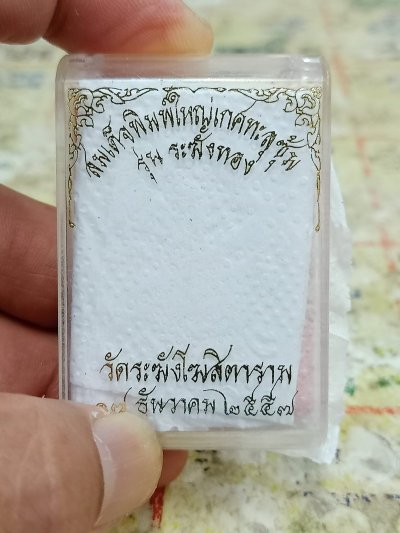 สมเด็จพิมพ์ใหญ่เกศทะลุซุ้ม
รุ่น ระฆังทอง
วัดระฆังโฆสิตาราม
ธันวาคม ๒๕๕๗